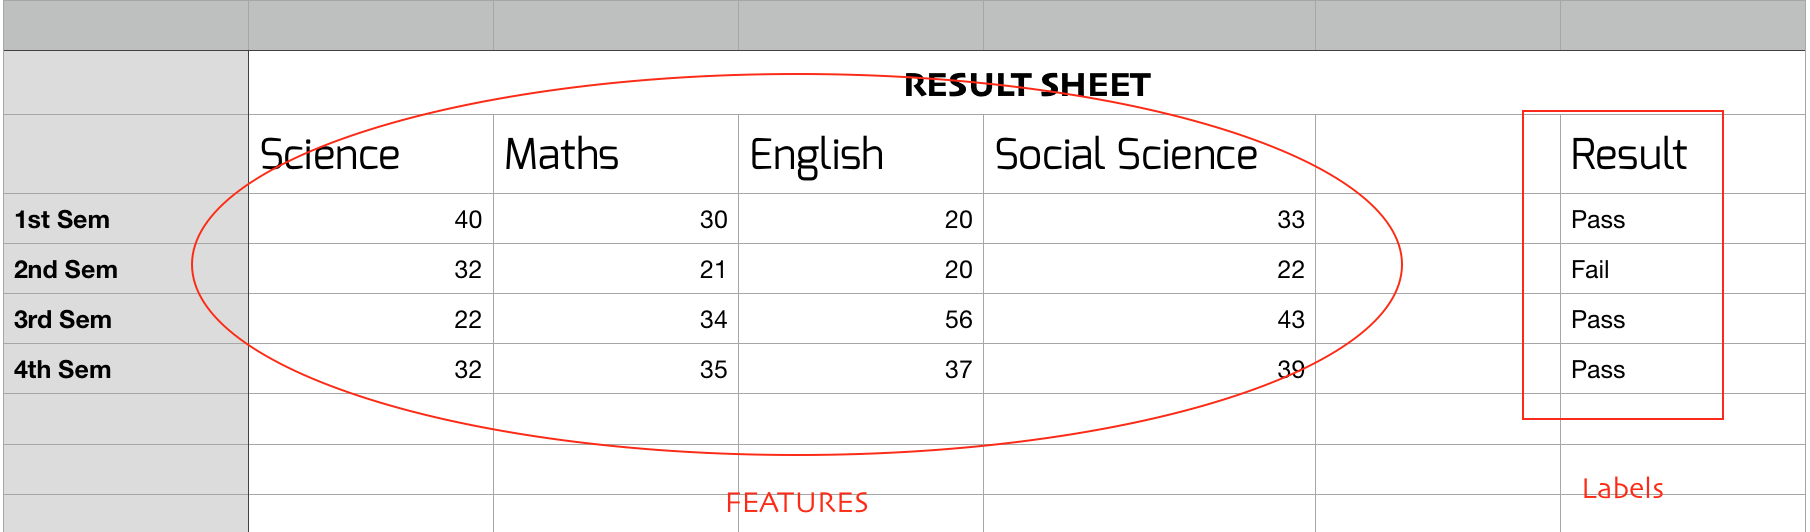 RESULT SHEET
Science Maths English Social Science Result
1st Sem 40 30 20 33 Pass
2nd Sem 32 21 20 22 Fail
3rd Sem 22 34 56 43 Pass
4th Sem 32 35 37 39 Pass
FEATURES Labels